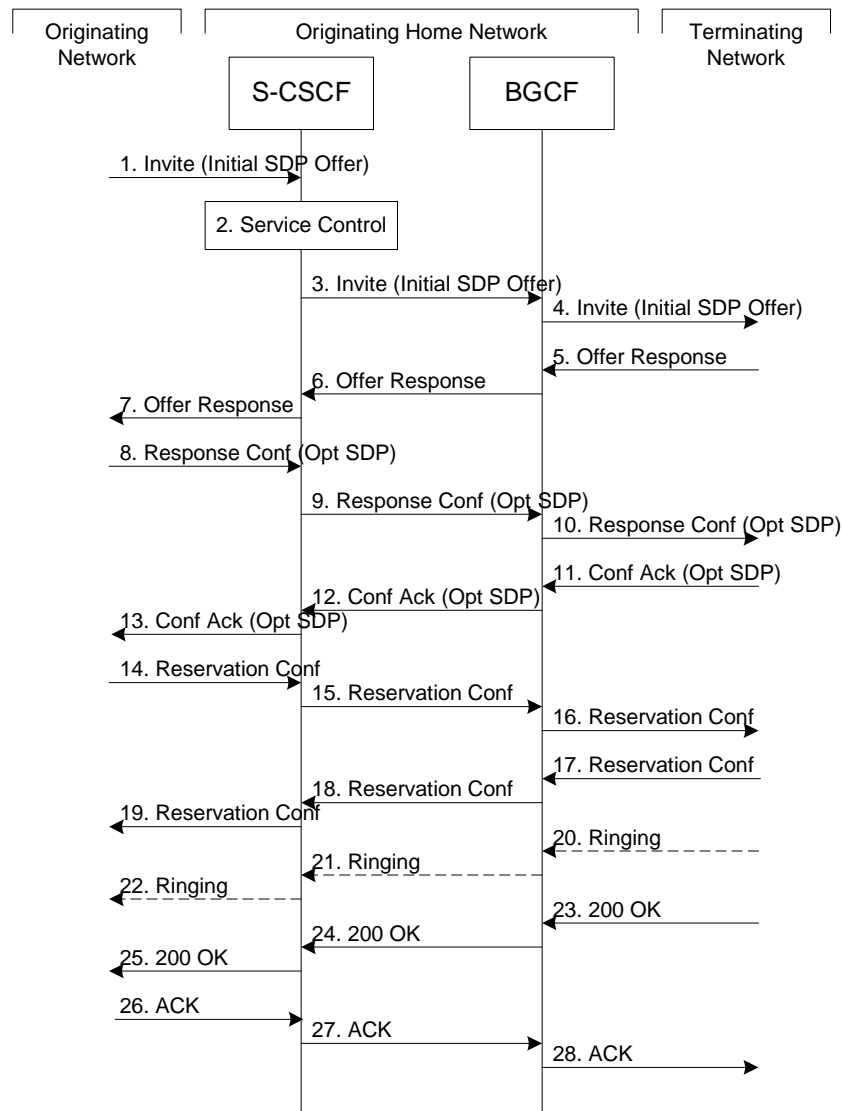 Originating
Network
Originating Home Network
Terminating
Network
S-CSCF
BGCF
1. Invite (Initial SDP Offer)
2. Service Control
3. Invite (Initial SDP Offer)
4. Invite (Initial SDP Offer)
5. Offer Response
6. Offer Response
7. Offer Response
8. Response Conf (Opt SDP)
9. Response Conf (Opt SDP)
10. Response Conf (Opt SDP)
11. Conf Ack (Opt SDP)
12. Conf Ack (Opt SDP)
13. Conf Ack (Opt SDP)
14. Reservation Conf
15. Reservation Conf
16. Reservation Conf
17. Reservation Conf
18. Reservation Conf
19. Reservation Conf
20. Ringing
21. Ringing
22. Ringing
23. 200 OK
24. 200 OK
25. 200 OK
26. ACK
27. ACK
28. ACK